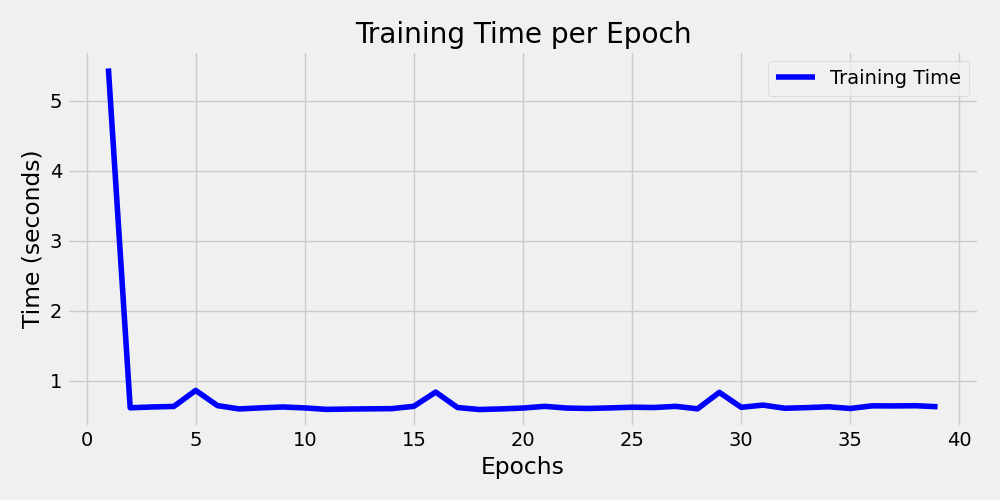 Training Time per Epoch
Training Time
Time (seconds)
5
4
3
2
1
0 5 10 15 20 25 30 35 40
Epochs